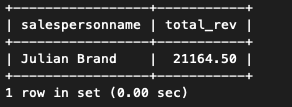 +-----------------+-----------+
| salespersonname | total_rev |
+-----------------+-----------+
| Julian Brand    |  21164.50 |
+-----------------+-----------+
1 row in set (0.00 sec)